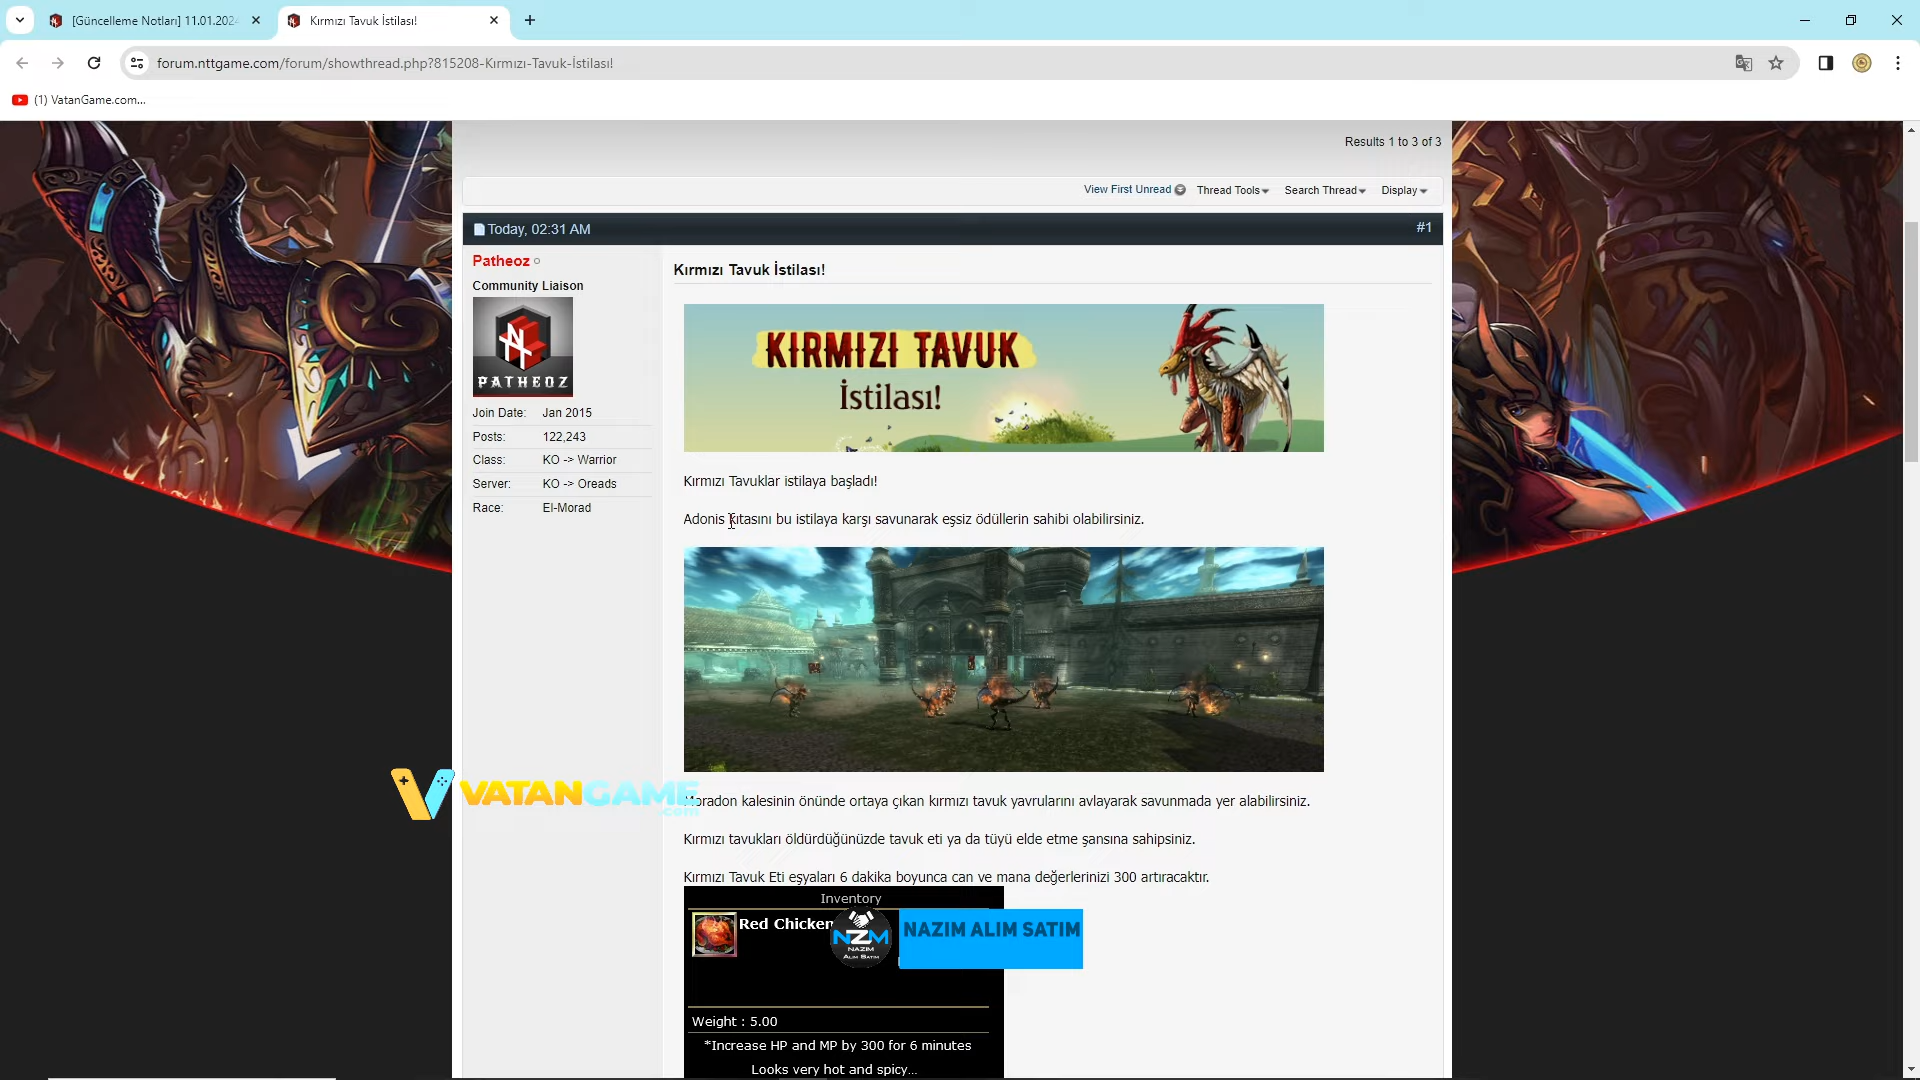 [Güncelleme Notları] 11.01.2024
Kırmızı Tavuk İstilası!
forum.nttgame.com/forum/showthread.php?815208-Kırmızı-Tavuk-İstilası!
(1) VatanGame.com...
Results 1 to 3 of 3
View First Unread Thread Tools Search Thread Display
Today, 02:31 AM #1
Patheoz
Community Liaison
PATHEOZ
Join Date: Jan 2015
Posts: 122,243
Class: KO -> Warrior
Server: KO -> Oreads
Race: El-Morad
Kırmızı Tavuk İstilası!
KIRMIZI TAVUK
İstilası!
Kırmızı Tavuklar istilaya başladı!
Adonis kıtasını bu istilaya karşı savunarak eşsiz ödüllerin sahibi olabilirsiniz.
VATANGAME
.com
Moradon kalesinin önünde ortaya çıkan kırmızı tavuk yavrularını avlayarak savunmada yer alabilirsiniz.
Kırmızı tavukları öldürdüğünüzde tavuk eti ya da tüyü elde etme şansına sahipsiniz.
Kırmızı Tavuk Eti eşyaları 6 dakika boyunca can ve mana değerlerinizi 300 artıracaktır.
Inventory
Red Chicken
NZM
NAZIM
ALIM SATIM
NAZIM ALIM SATIM
Weight : 5.00
*Increase HP and MP by 300 for 6 minutes
Looks very hot and spicy...